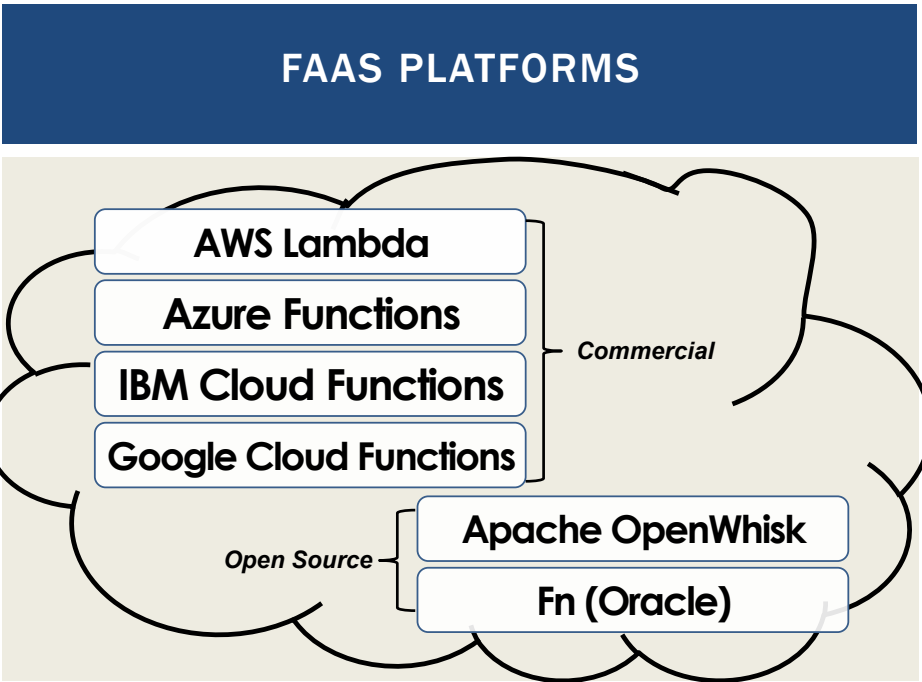 FAAS PLATFORMS
AWS Lambda
Azure Functions
IBM Cloud Functions
Google Cloud Functions
Commercial
Apache OpenWhisk
Open Source
Fn (Oracle)